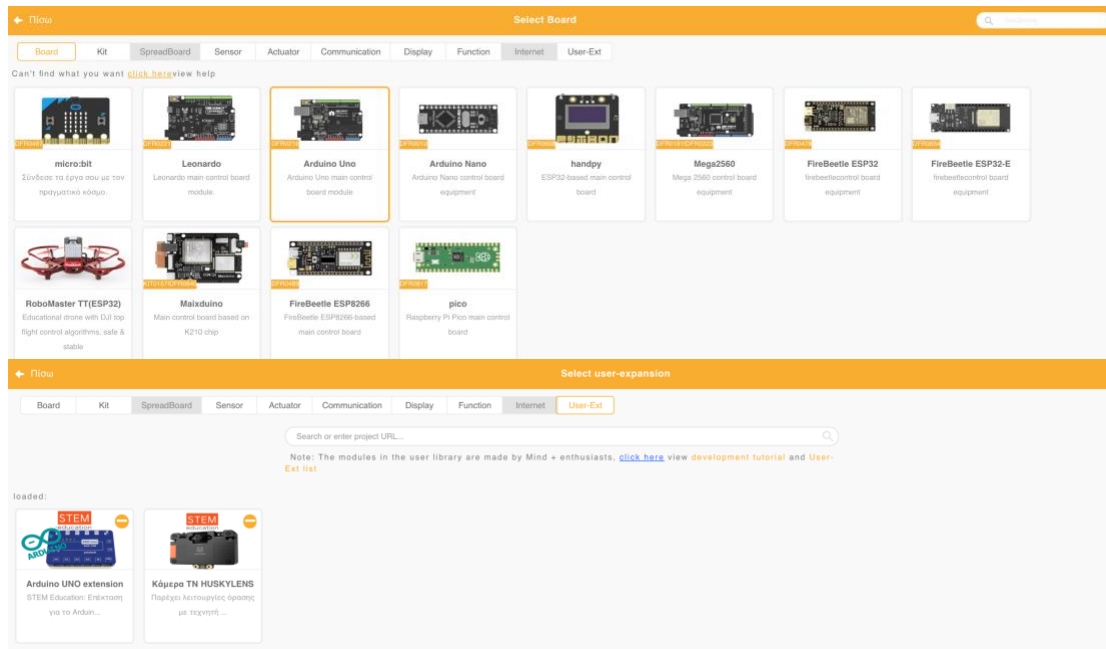 Πίσω
Select Board
Board Kit SpreadBoard Sensor Actuator Communication Display Function Internet User-Ext
Can't find what you want click hereview help
micro:bit
Σύνδεσε τα έργα σου με τον
πραγματικό κόσμο.
Leonardo
Leonardo main control board
module.
Arduino Uno
Arduino Uno main control
board module
Arduino Nano
Arduino Nano control board
equipment
handpy
ESP32-based main control
board
Mega2560
Mega 2560 control board
equipment
FireBeetle ESP32
firebeetlecontrol board
equipment
FireBeetle ESP32-E
firebeetlecontrol board
equipment
RoboMaster TT(ESP32)
Educational drone with DJI top
flight control algorithms, safe &
stable
Maixduino
Main control board based on
K210 chip
FireBeetle ESP8266
FireBeetle ESP8266-based
main control board
pico
Raspberry Pi Pico main control
board
Πίσω
Select user-expansion
Board Kit SpreadBoard Sensor Actuator Communication Display Function Internet User-Ext
Search or enter project URL...
Note: The modules in the user library are made by Mind + enthusiasts, click here view development tutorial and User-
Ext list
loaded:
STEM
education
ARDUINO
Arduino UNO extension
STEM Education: Επέκταση
για το Arduin...
STEM
education
Κάμερα ΤΝ HUSKYLENS
Παρέχει λειτουργίες όρασης
με τεχνητή ...